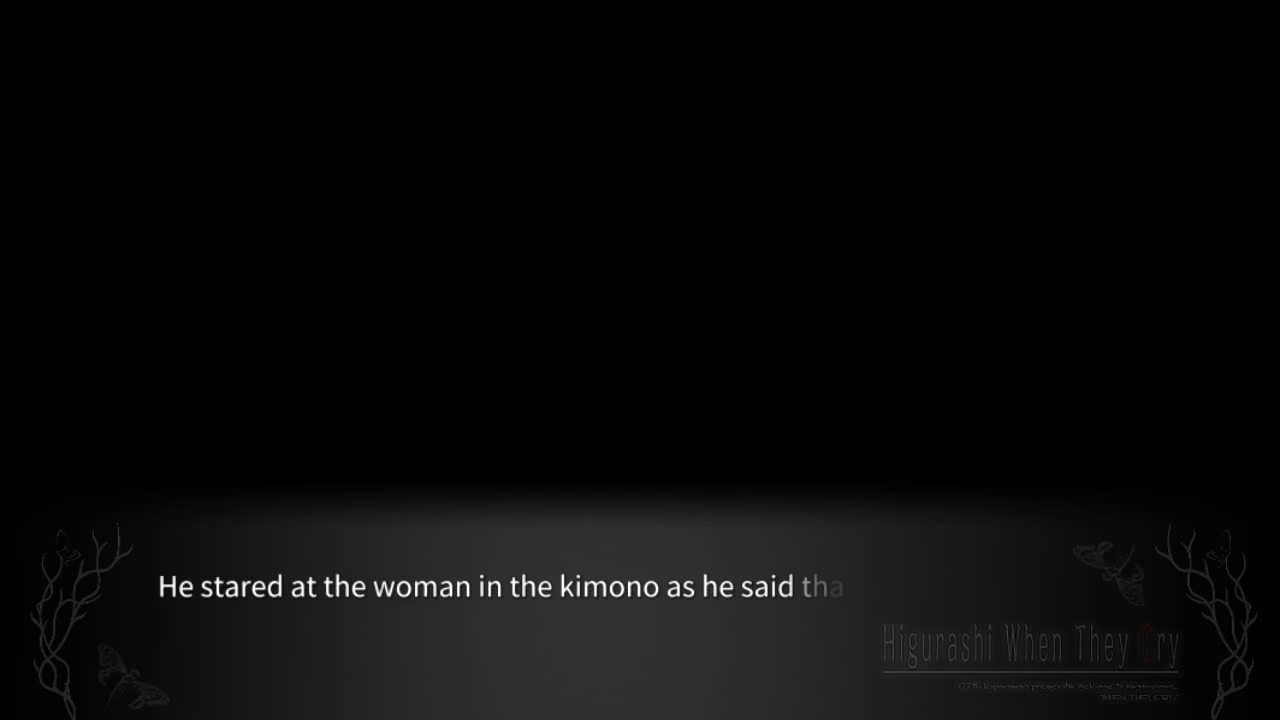 He stared at the woman in the kimono as he said tha
Higurashi When They Cry